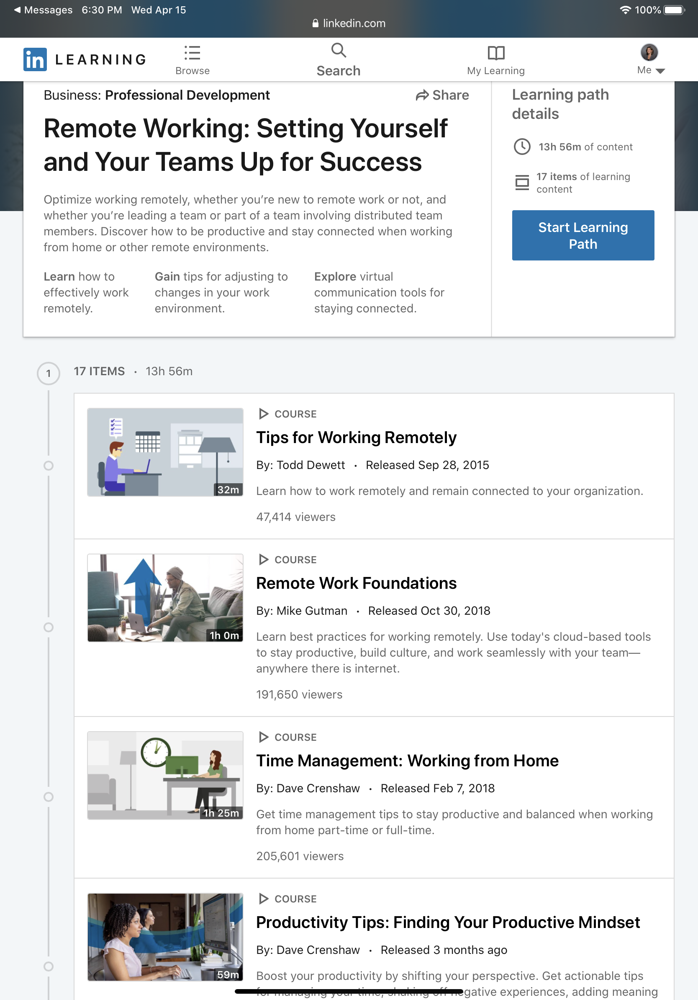 Messages 6:30 PM Wed Apr 15
100%
linkedin.com
in LEARNING
Browse
Search
My Learning
Me
Business: Professional Development
Share
Remote Working: Setting Yourself
and Your Teams Up for Success
Optimize working remotely, whether you’re new to remote work or not, and
whether you’re leading a team or part of a team involving distributed team
members. Discover how to be productive and stay connected when working
from home or other remote environments.
Learn how to
effectively work
remotely.
Gain tips for adjusting to
changes in your work
environment.
Explore virtual
communication tools for
staying connected.
Learning path
details
13h 56m of content
17 items of learning
content
Start Learning
Path
1
17 ITEMS · 13h 56m
32m
COURSE
Tips for Working Remotely
By: Todd Dewett · Released Sep 28, 2015
Learn how to work remotely and remain connected to your organization.
47,414 viewers
1h 0m
COURSE
Remote Work Foundations
By: Mike Gutman · Released Oct 30, 2018
Learn best practices for working remotely. Use today's cloud-based tools
to stay productive, build culture, and work seamlessly with your team—
anywhere there is internet.
191,650 viewers
1h 25m
COURSE
Time Management: Working from Home
By: Dave Crenshaw · Released Feb 7, 2018
Get time management tips to stay productive and balanced when working
from home part-time or full-time.
205,601 viewers
59m
COURSE
Productivity Tips: Finding Your Productive Mindset
By: Dave Crenshaw · Released 3 months ago
Boost your productivity by shifting your perspective. Get actionable tips
for managing your time, shaking off negative experiences, adding meaning